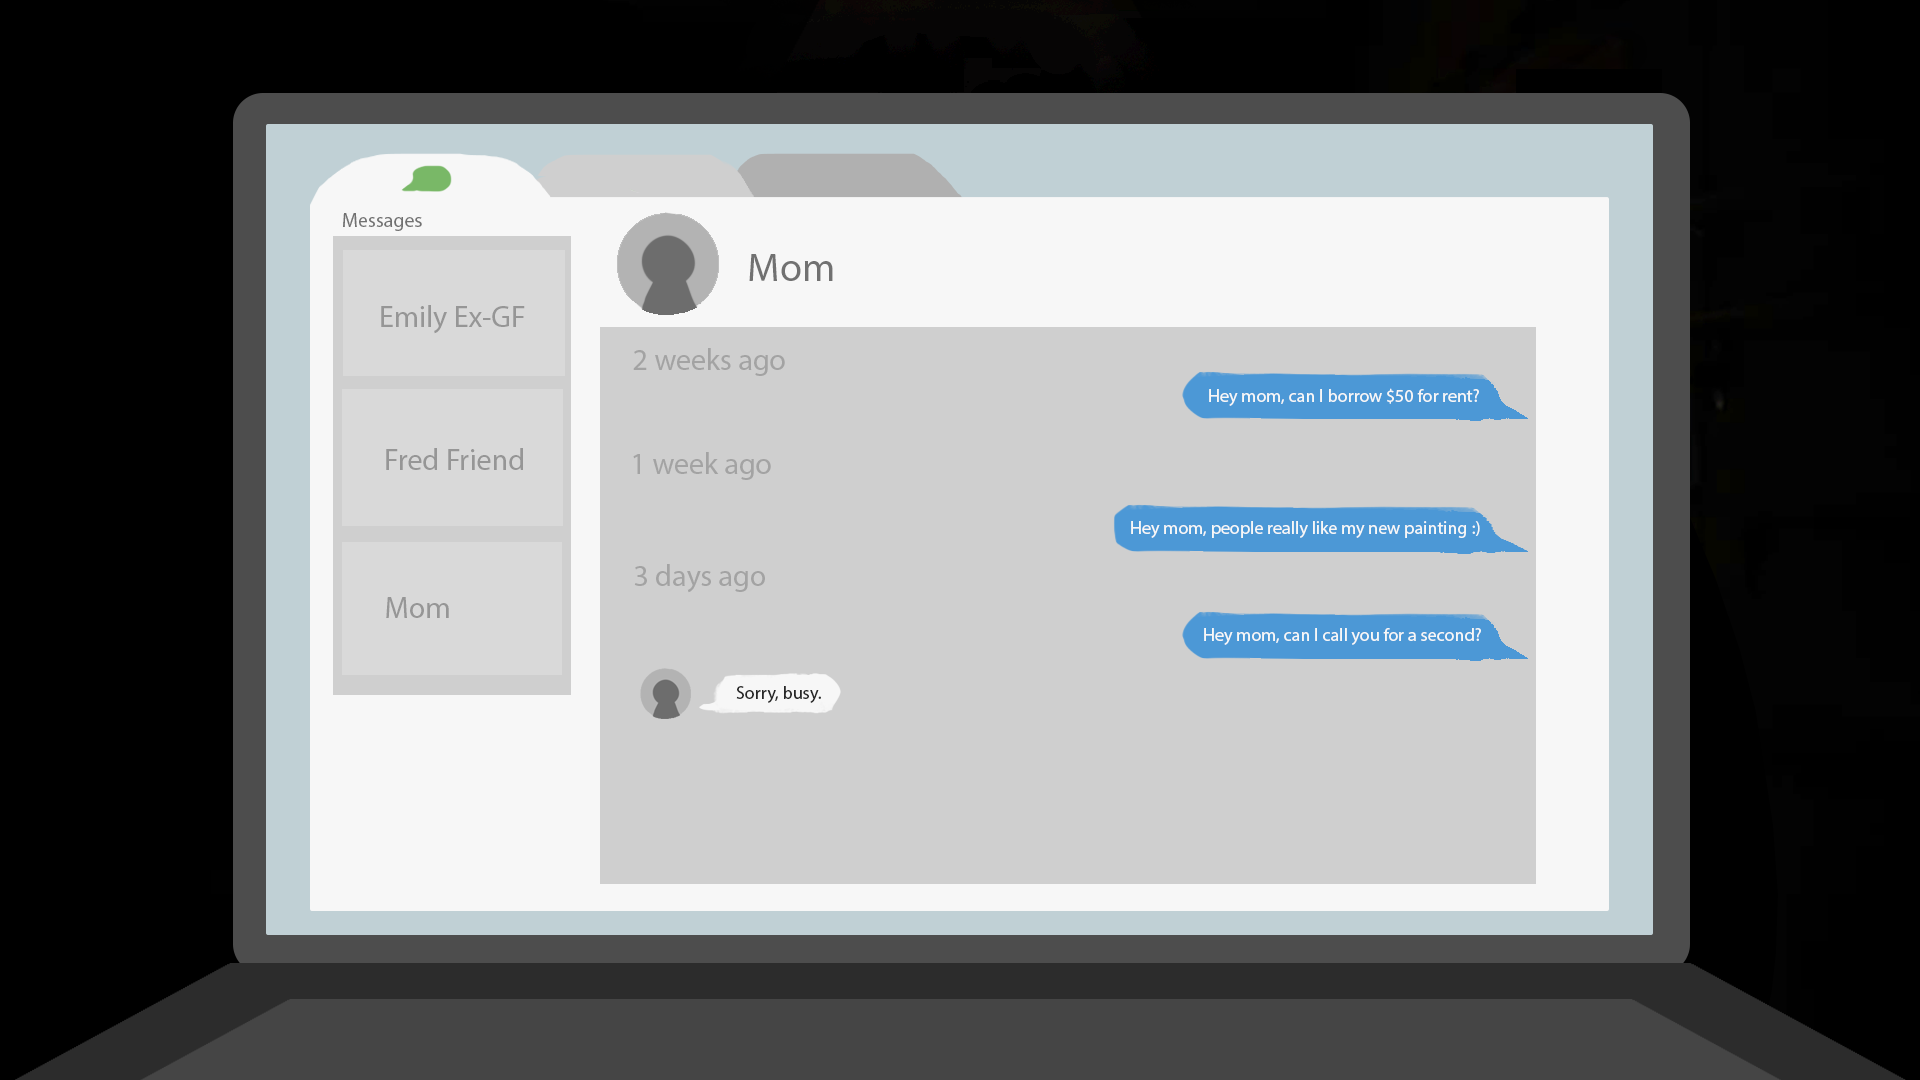 Messages
Emily Ex-GF
Fred Friend
Mom
Mom
2 weeks ago
Hey mom, can I borrow $50 for rent?
1 week ago
Hey mom, people really like my new painting :)
3 days ago
Hey mom, can I call you for a second?
Sorry, busy.